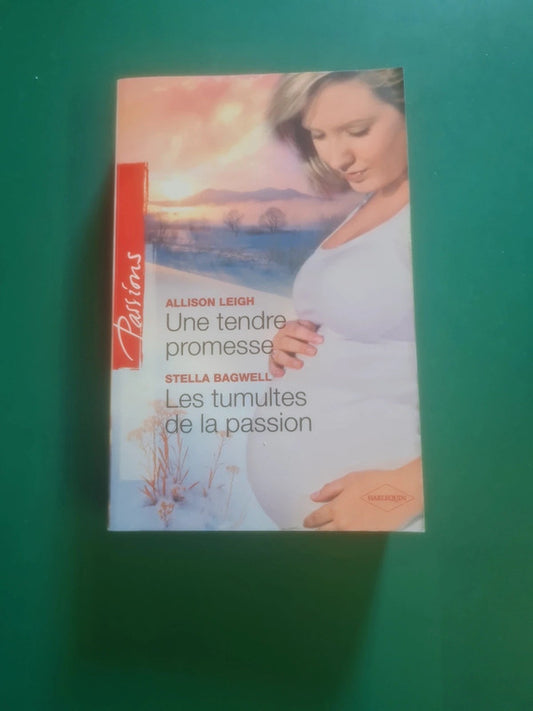 Passions
ALLISON LEIGH
Une tendre
promesse
STELLA BAGWELL
Les tumultes
de la passion
HARLEQUIN